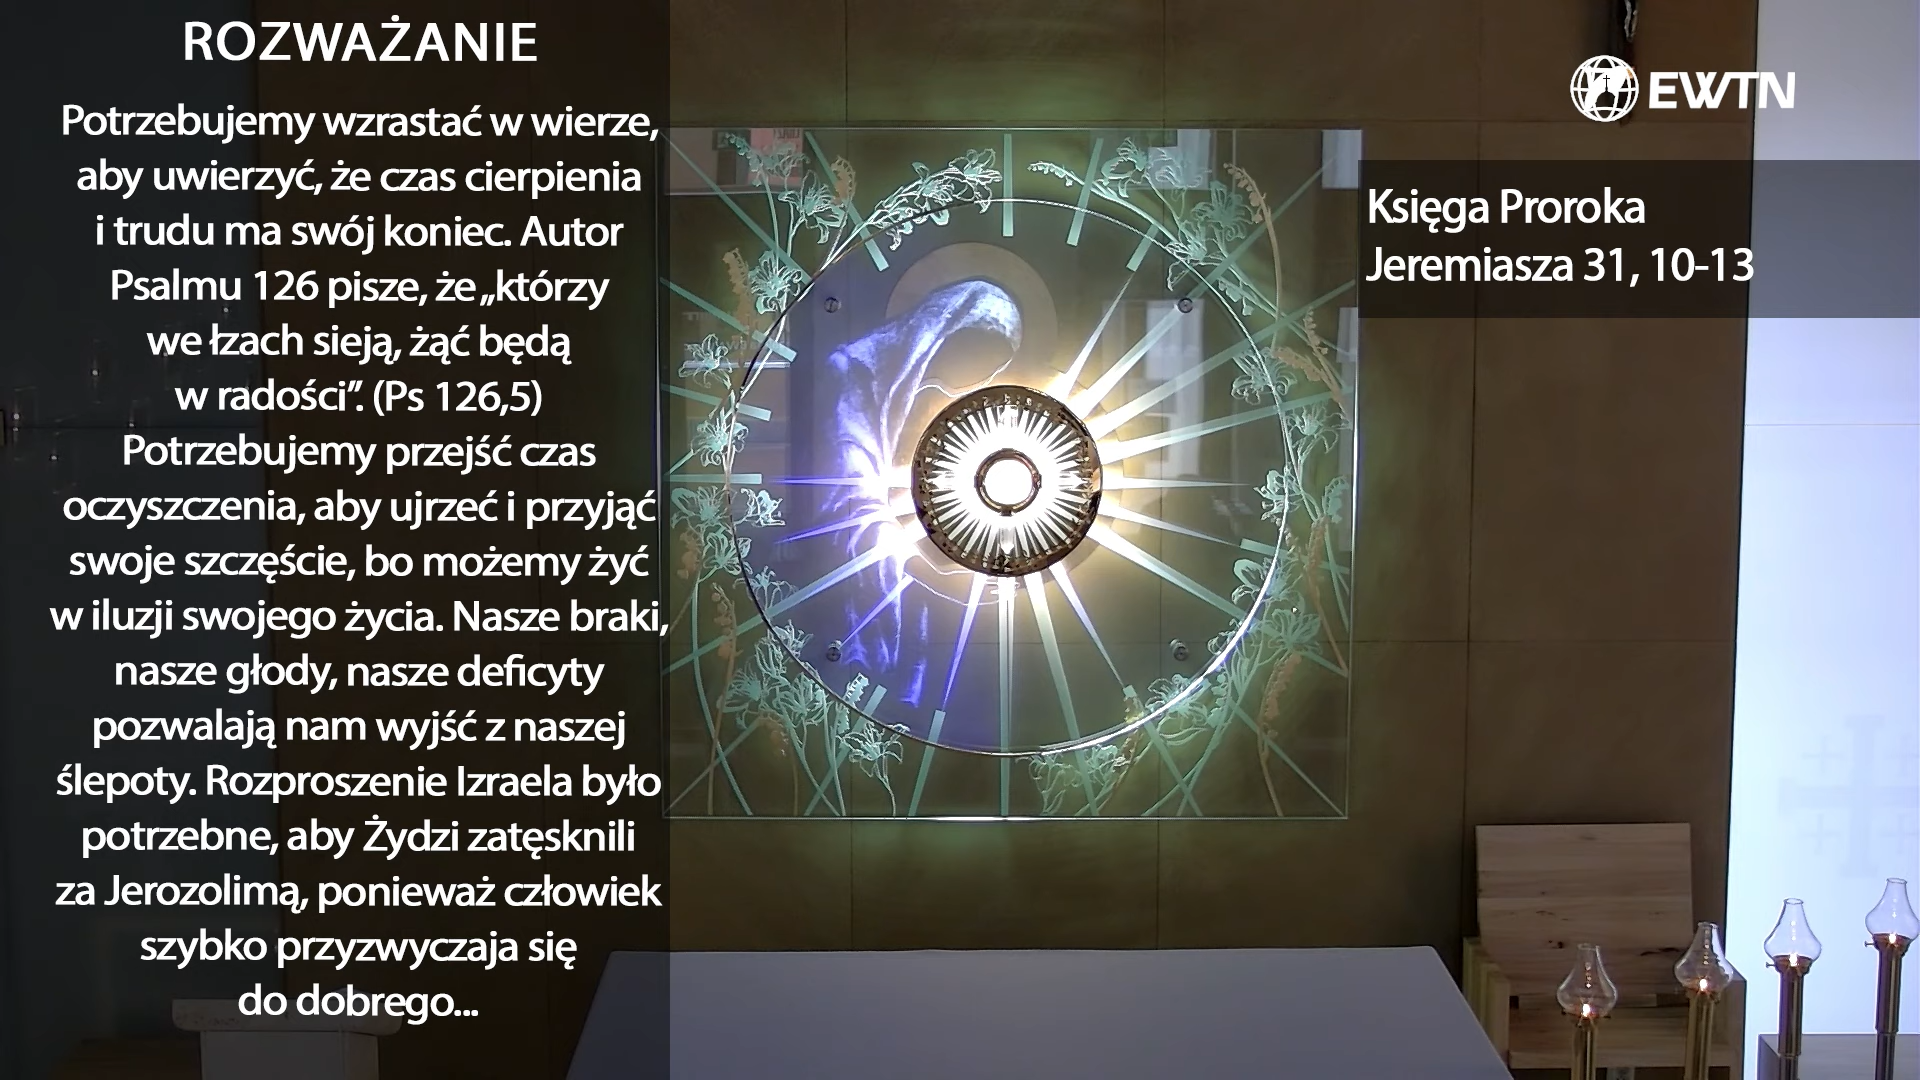 ROZWAŻANIE
Potrzebujemy wzrastać w wierze,
aby uwierzyć, że czas cierpienia
i trudu ma swój koniec. Autor
Psalmu 126 pisze, że „którzy
we łzach sieją, żąć będą
w radości”. (Ps 126,5)
Potrzebujemy przejść czas
oczyszczenia, aby ujrzeć i przyjąć
swoje szczęście, bo możemy żyć
w iluzji swojego życia. Nasze braki,
nasze głody, nasze deficyty
pozwalają nam wyjść z naszej
ślepoty. Rozproszenie Izraela było
potrzebne, aby Żydzi zatęsknili
za Jerozolimą, ponieważ człowiek
szybko przyzwyczaja się
do dobrego...
EWTN
Księga Proroka
Jeremiasza 31, 10-13